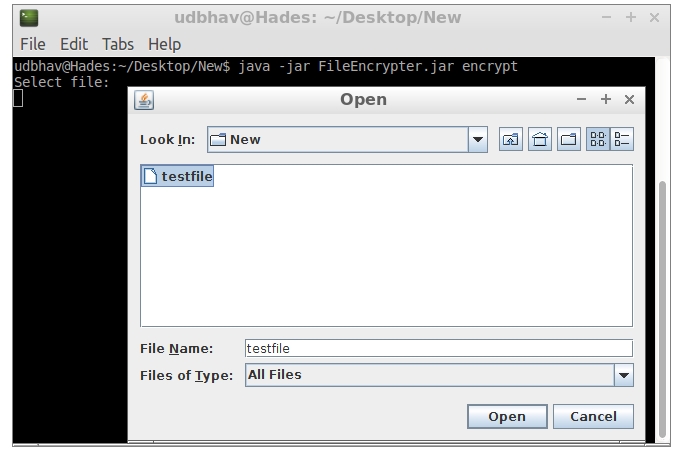 udbhav@Hades: ~/Desktop/New
File Edit Tabs Help
udbhav@Hades:~/Desktop/New$ java -jar FileEncrypter.jar encrypt
Select file:
Open
Look In: New
testfile
File Name: testfile
Files of Type: All Files
Open Cancel